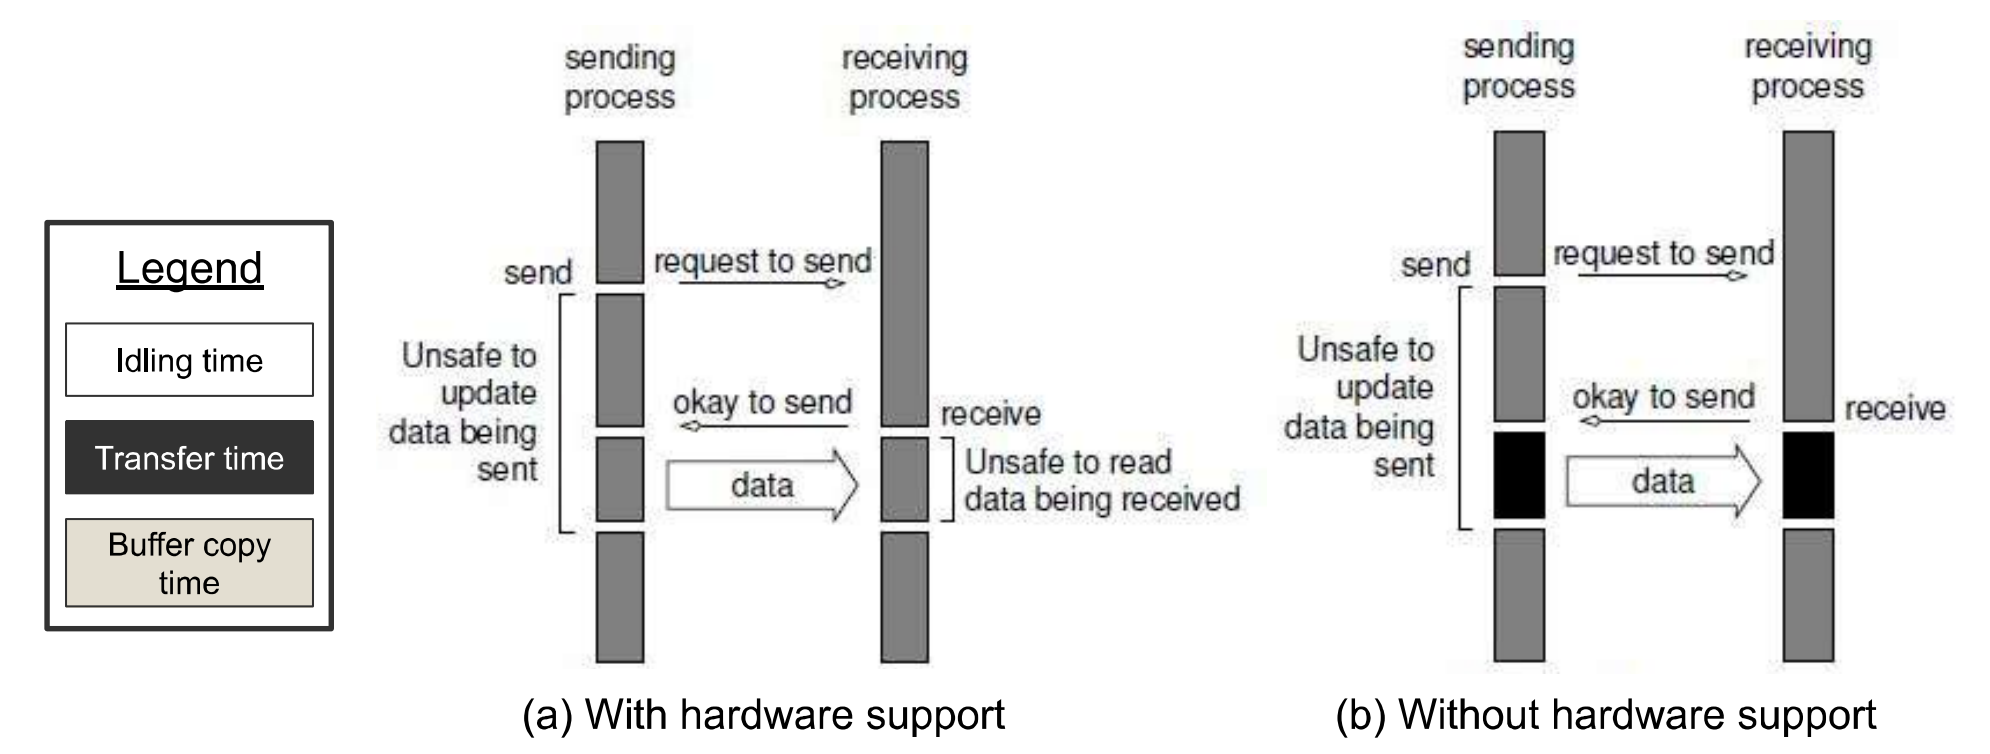 Legend
Idling time
Transfer time
Buffer copy
time
sending
process
receiving
process
send
request to send
Unsafe to
update
data being
sent
okay to send
receive
data
Unsafe to read
data being received
(a) With hardware support
sending
process
receiving
process
send
request to send
Unsafe to
update
data being
sent
okay to send
receive
data
(b) Without hardware support